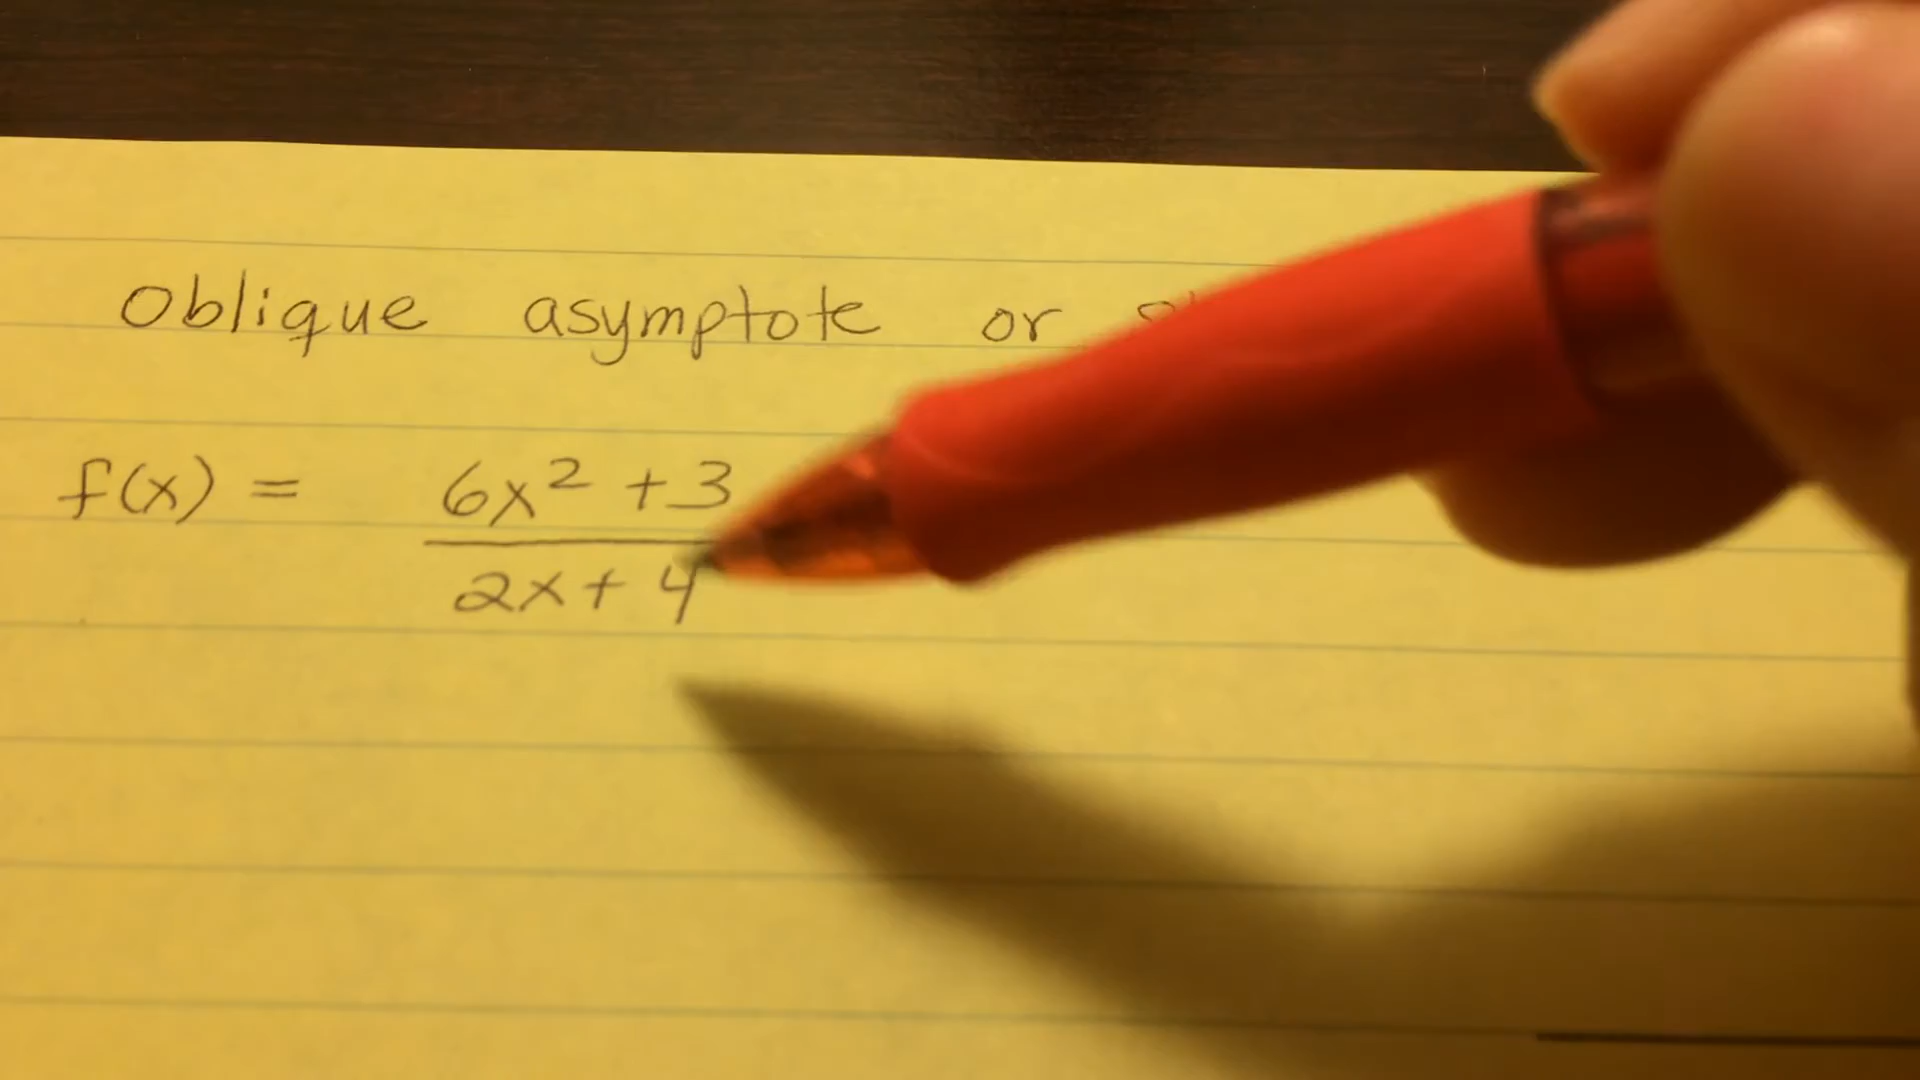 Oblique asymptote or
f(x) = 6x² + 3
2x + 4